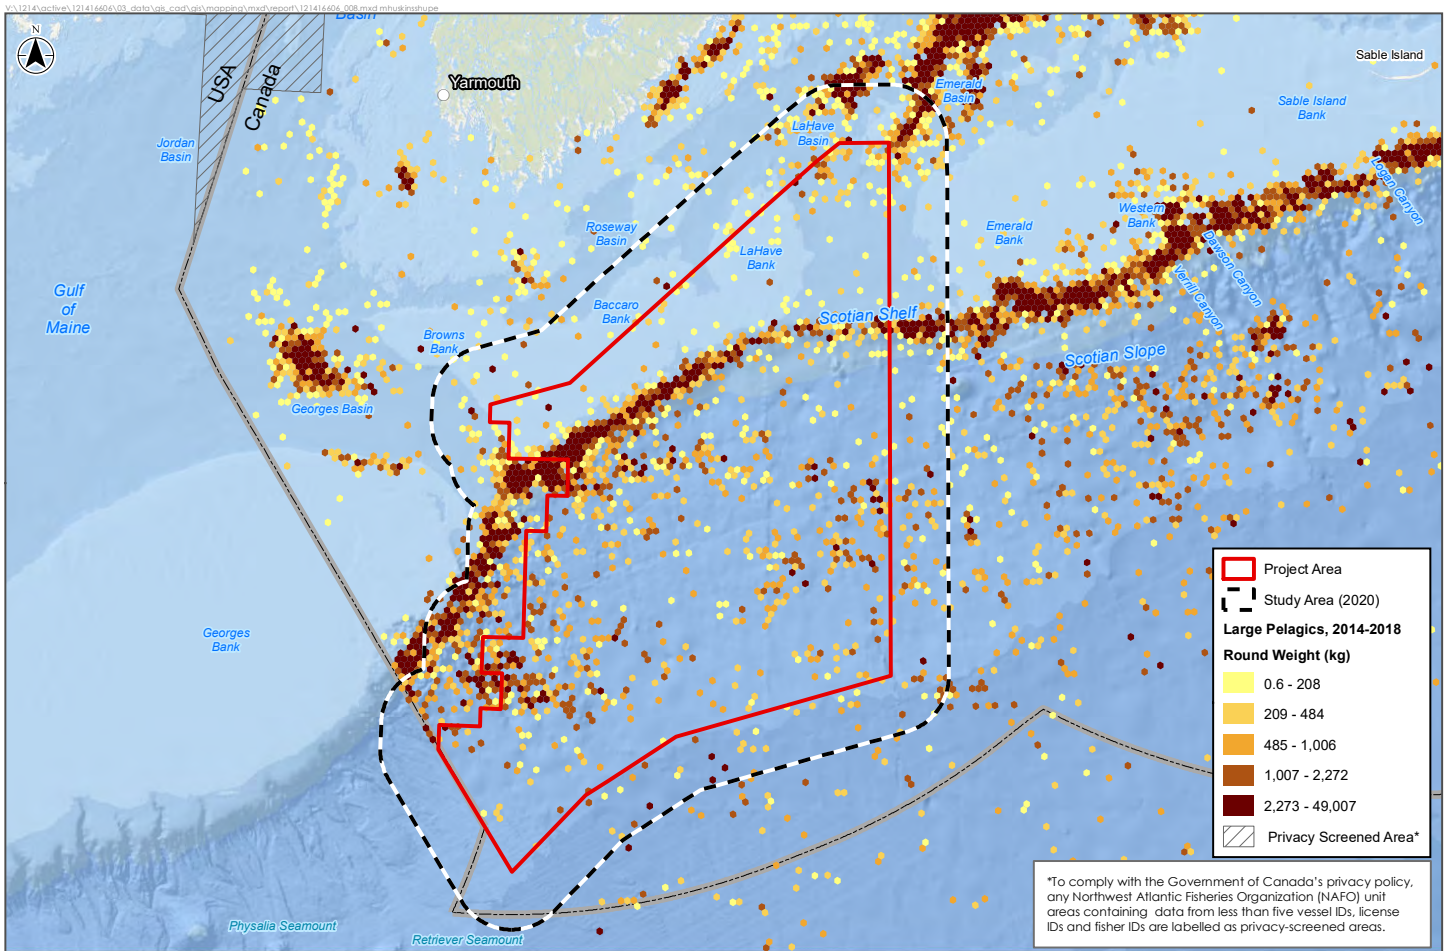 V:\1214\active\121416606\03_data\gis_cad\gis\mapping\mxd\report\121416606_008.mxd mhuskinsshupe
N
Basin
USA
Canada
Yarmouth
Sable Island
Emerald
Basin
Sable Island
Bank
LaHave
Basin
Jordan
Basin
Logan Canyon
Western
Bank
Roseway
Basin
Emerald
Bank
LaHave
Bank
Dawson Canyon
Verrill Canyon
Gulf
of
Maine
Baccaro
Bank
Scotian Shelf
Browns
Bank
Scotian Slope
Georges Basin
Georges
Bank
Physalia Seamount
Retriever Seamount
Project Area
Study Area (2020)
Large Pelagics, 2014-2018
Round Weight (kg)
0.6 - 208
209 - 484
485 - 1,006
1,007 - 2,272
2,273 - 49,007
Privacy Screened Area*
*To comply with the Government of Canada's privacy policy,
any Northwest Atlantic Fisheries Organization (NAFO) unit
areas containing data from less than five vessel IDs, license
IDs and fisher IDs are labelled as privacy-screened areas.